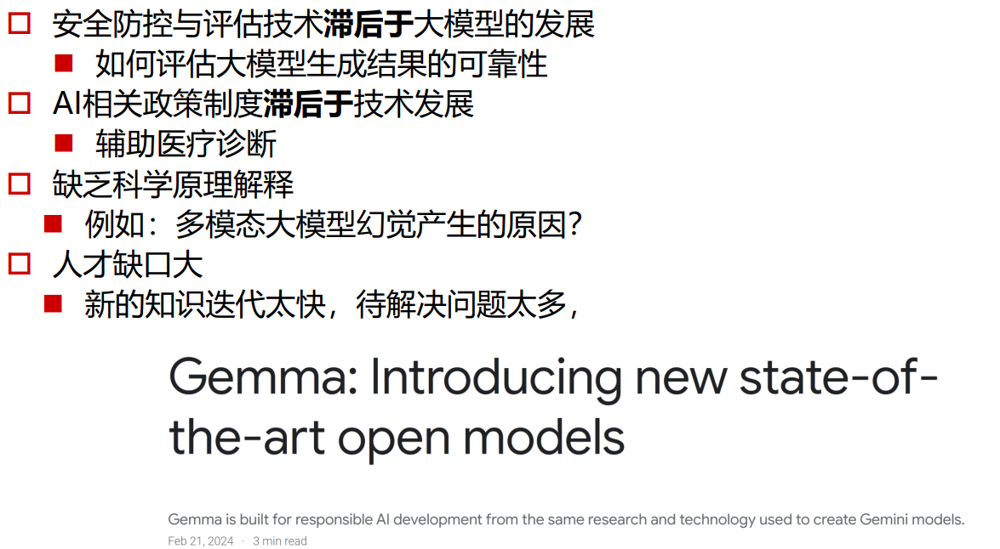 安全防控与评估技术滞后于大模型的发展
如何评估大模型生成结果的可靠性
AI相关政策制度滞后于技术发展
辅助医疗诊断
缺乏科学原理解释
例如：多模态大模型幻觉产生的原因？
人才缺口大
新的知识迭代太快，待解决问题太多，
Gemma: Introducing new state-of-
the-art open models
Gemma is built for responsible AI development from the same research and technology used to create Gemini models.
Feb 21, 2024 · 3 min read